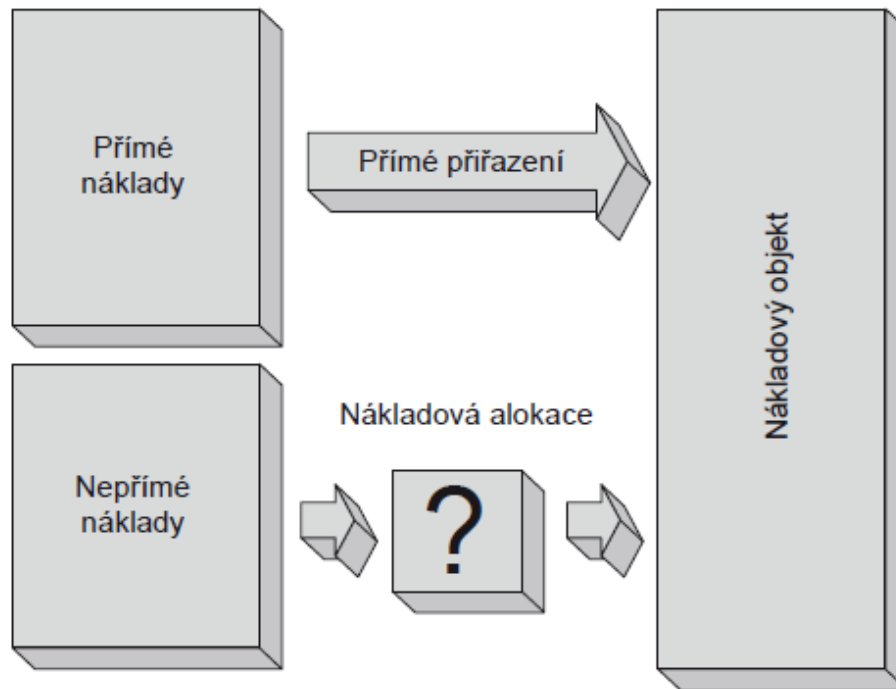 Přímé
náklady
Přímé přiřazení
Nákladový objekt
Nákladová alokace
Nepřímé
náklady
?